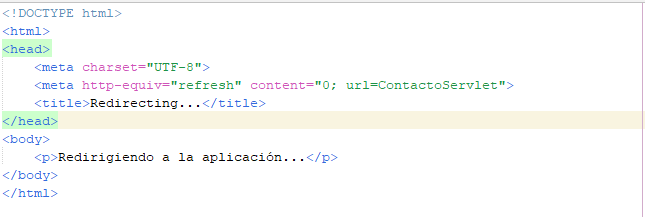 <!DOCTYPE html>
<html>
<head>
    <meta charset="UTF-8">
    <meta http-equiv="refresh" content="0; url=ContactoServlet">
    <title>Redirecting...</title>
</head>
<body>
    <p>Redirigiendo a la aplicación...</p>
</body>
</html>